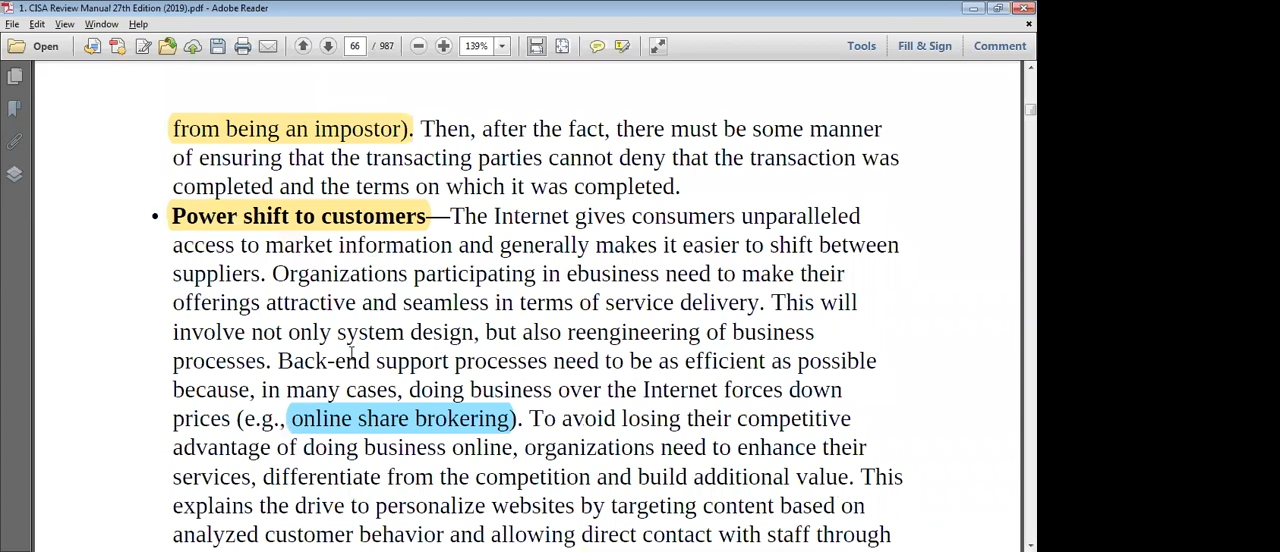 1. CISA Review Manual 27th Edition (2019).pdf - Adobe Reader
File Edit View Window Help
Open 66 / 987 139% Tools Fill & Sign Comment
from being an impostor). Then, after the fact, there must be some manner
of ensuring that the transacting parties cannot deny that the transaction was
completed and the terms on which it was completed.
• Power shift to customers—The Internet gives consumers unparalleled
access to market information and generally makes it easier to shift between
suppliers. Organizations participating in ebusiness need to make their
offerings attractive and seamless in terms of service delivery. This will
involve not only system design, but also reengineering of business
processes. Back-end support processes need to be as efficient as possible
because, in many cases, doing business over the Internet forces down
prices (e.g., online share brokering). To avoid losing their competitive
advantage of doing business online, organizations need to enhance their
services, differentiate from the competition and build additional value. This
explains the drive to personalize websites by targeting content based on
analyzed customer behavior and allowing direct contact with staff through